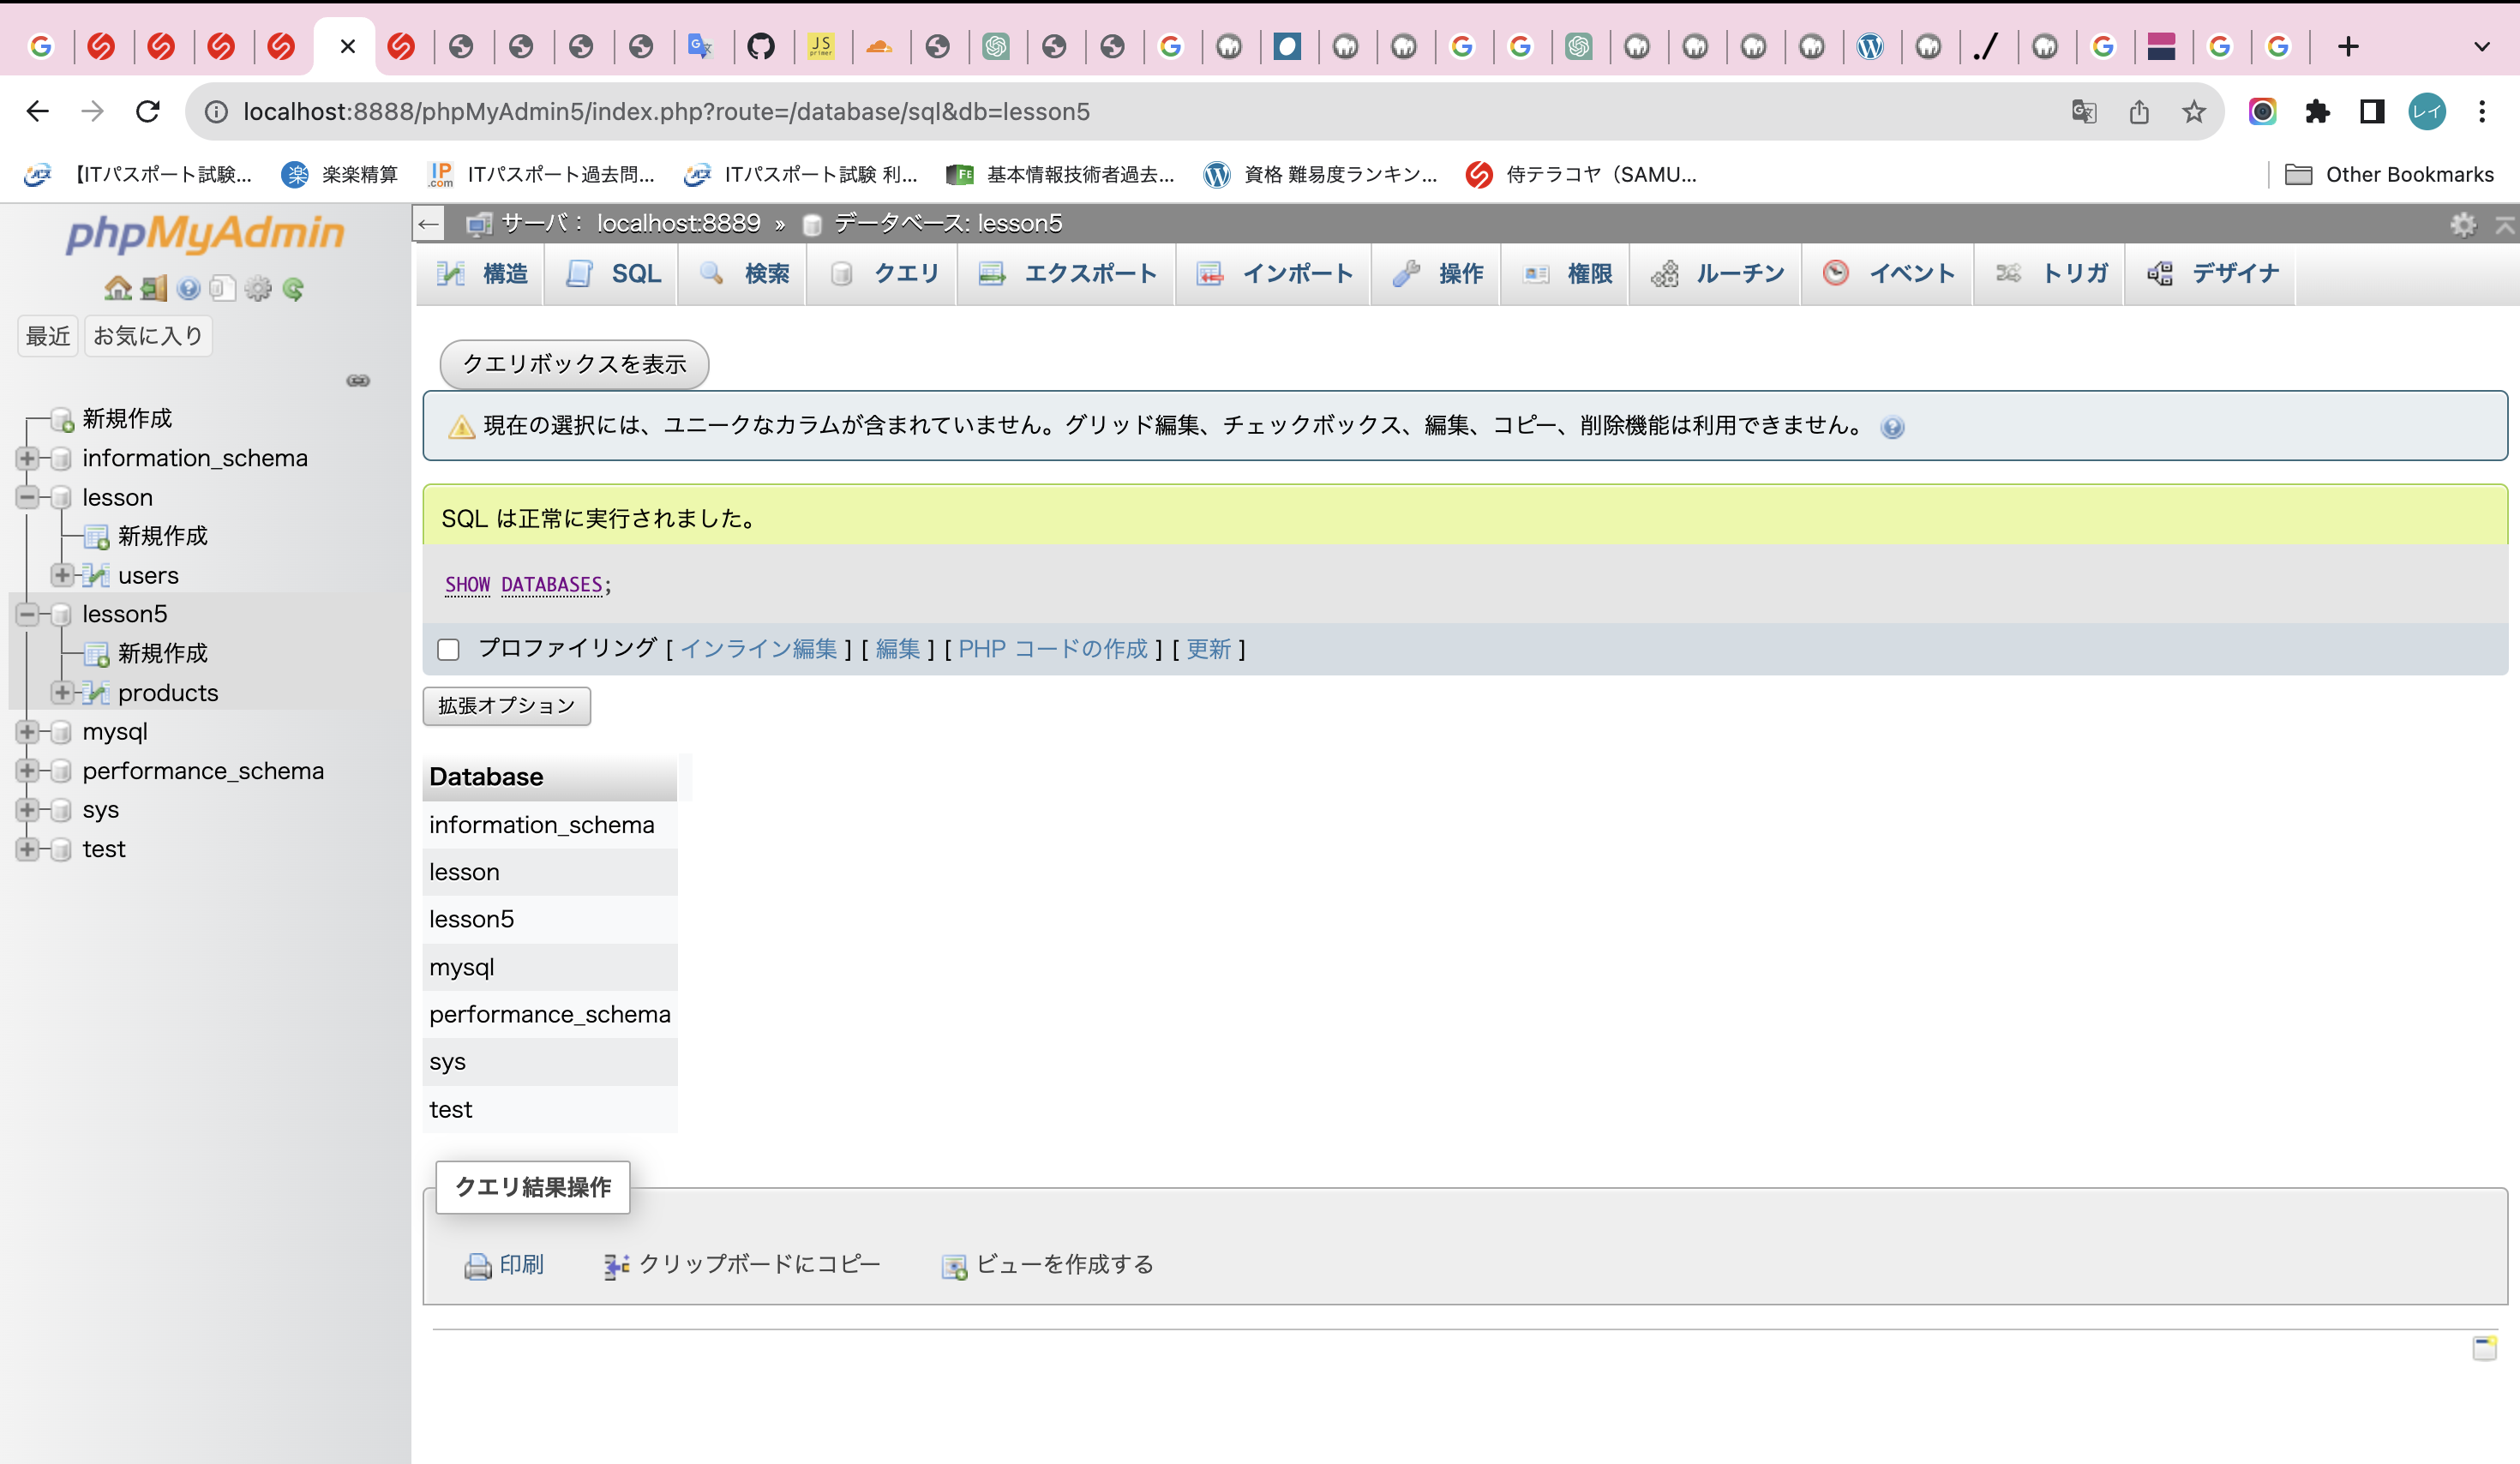 localhost:8888/phpMyAdmin5/index.php?route=/database/sql&db=lesson5
レイ
【ITパスポート試験...
楽楽精算
ITパスポート過去問...
ITパスポート試験 利...
基本情報技術者過去...
資格 難易度ランキン...
侍テラコヤ（SAMU...
Other Bookmarks
phpMyAdmin
最近
お気に入り
新規作成
information_schema
lesson
新規作成
users
lesson5
新規作成
products
mysql
performance_schema
sys
test
サーバ: localhost:8889 » データベース: lesson5
構造
SQL
検索
クエリ
エクスポート
インポート
操作
権限
ルーチン
イベント
トリガ
デザイナ
クエリボックスを表示
現在の選択には、ユニークなカラムが含まれていません。グリッド編集、チェックボックス、編集、コピー、削除機能は利用できません。
SQL は正常に実行されました。
SHOW DATABASES;
プロファイリング [ インライン編集 ] [ 編集 ] [ PHP コードの作成 ] [ 更新 ]
拡張オプション
Database
information_schema
lesson
lesson5
mysql
performance_schema
sys
test
クエリ結果操作
印刷
クリップボードにコピー
ビューを作成する